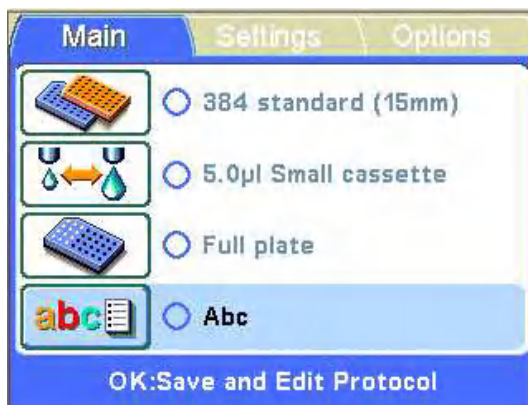 Main Settings Options
384 standard (15mm)
5.0µl Small cassette
Full plate
abc Abc
OK:Save and Edit Protocol